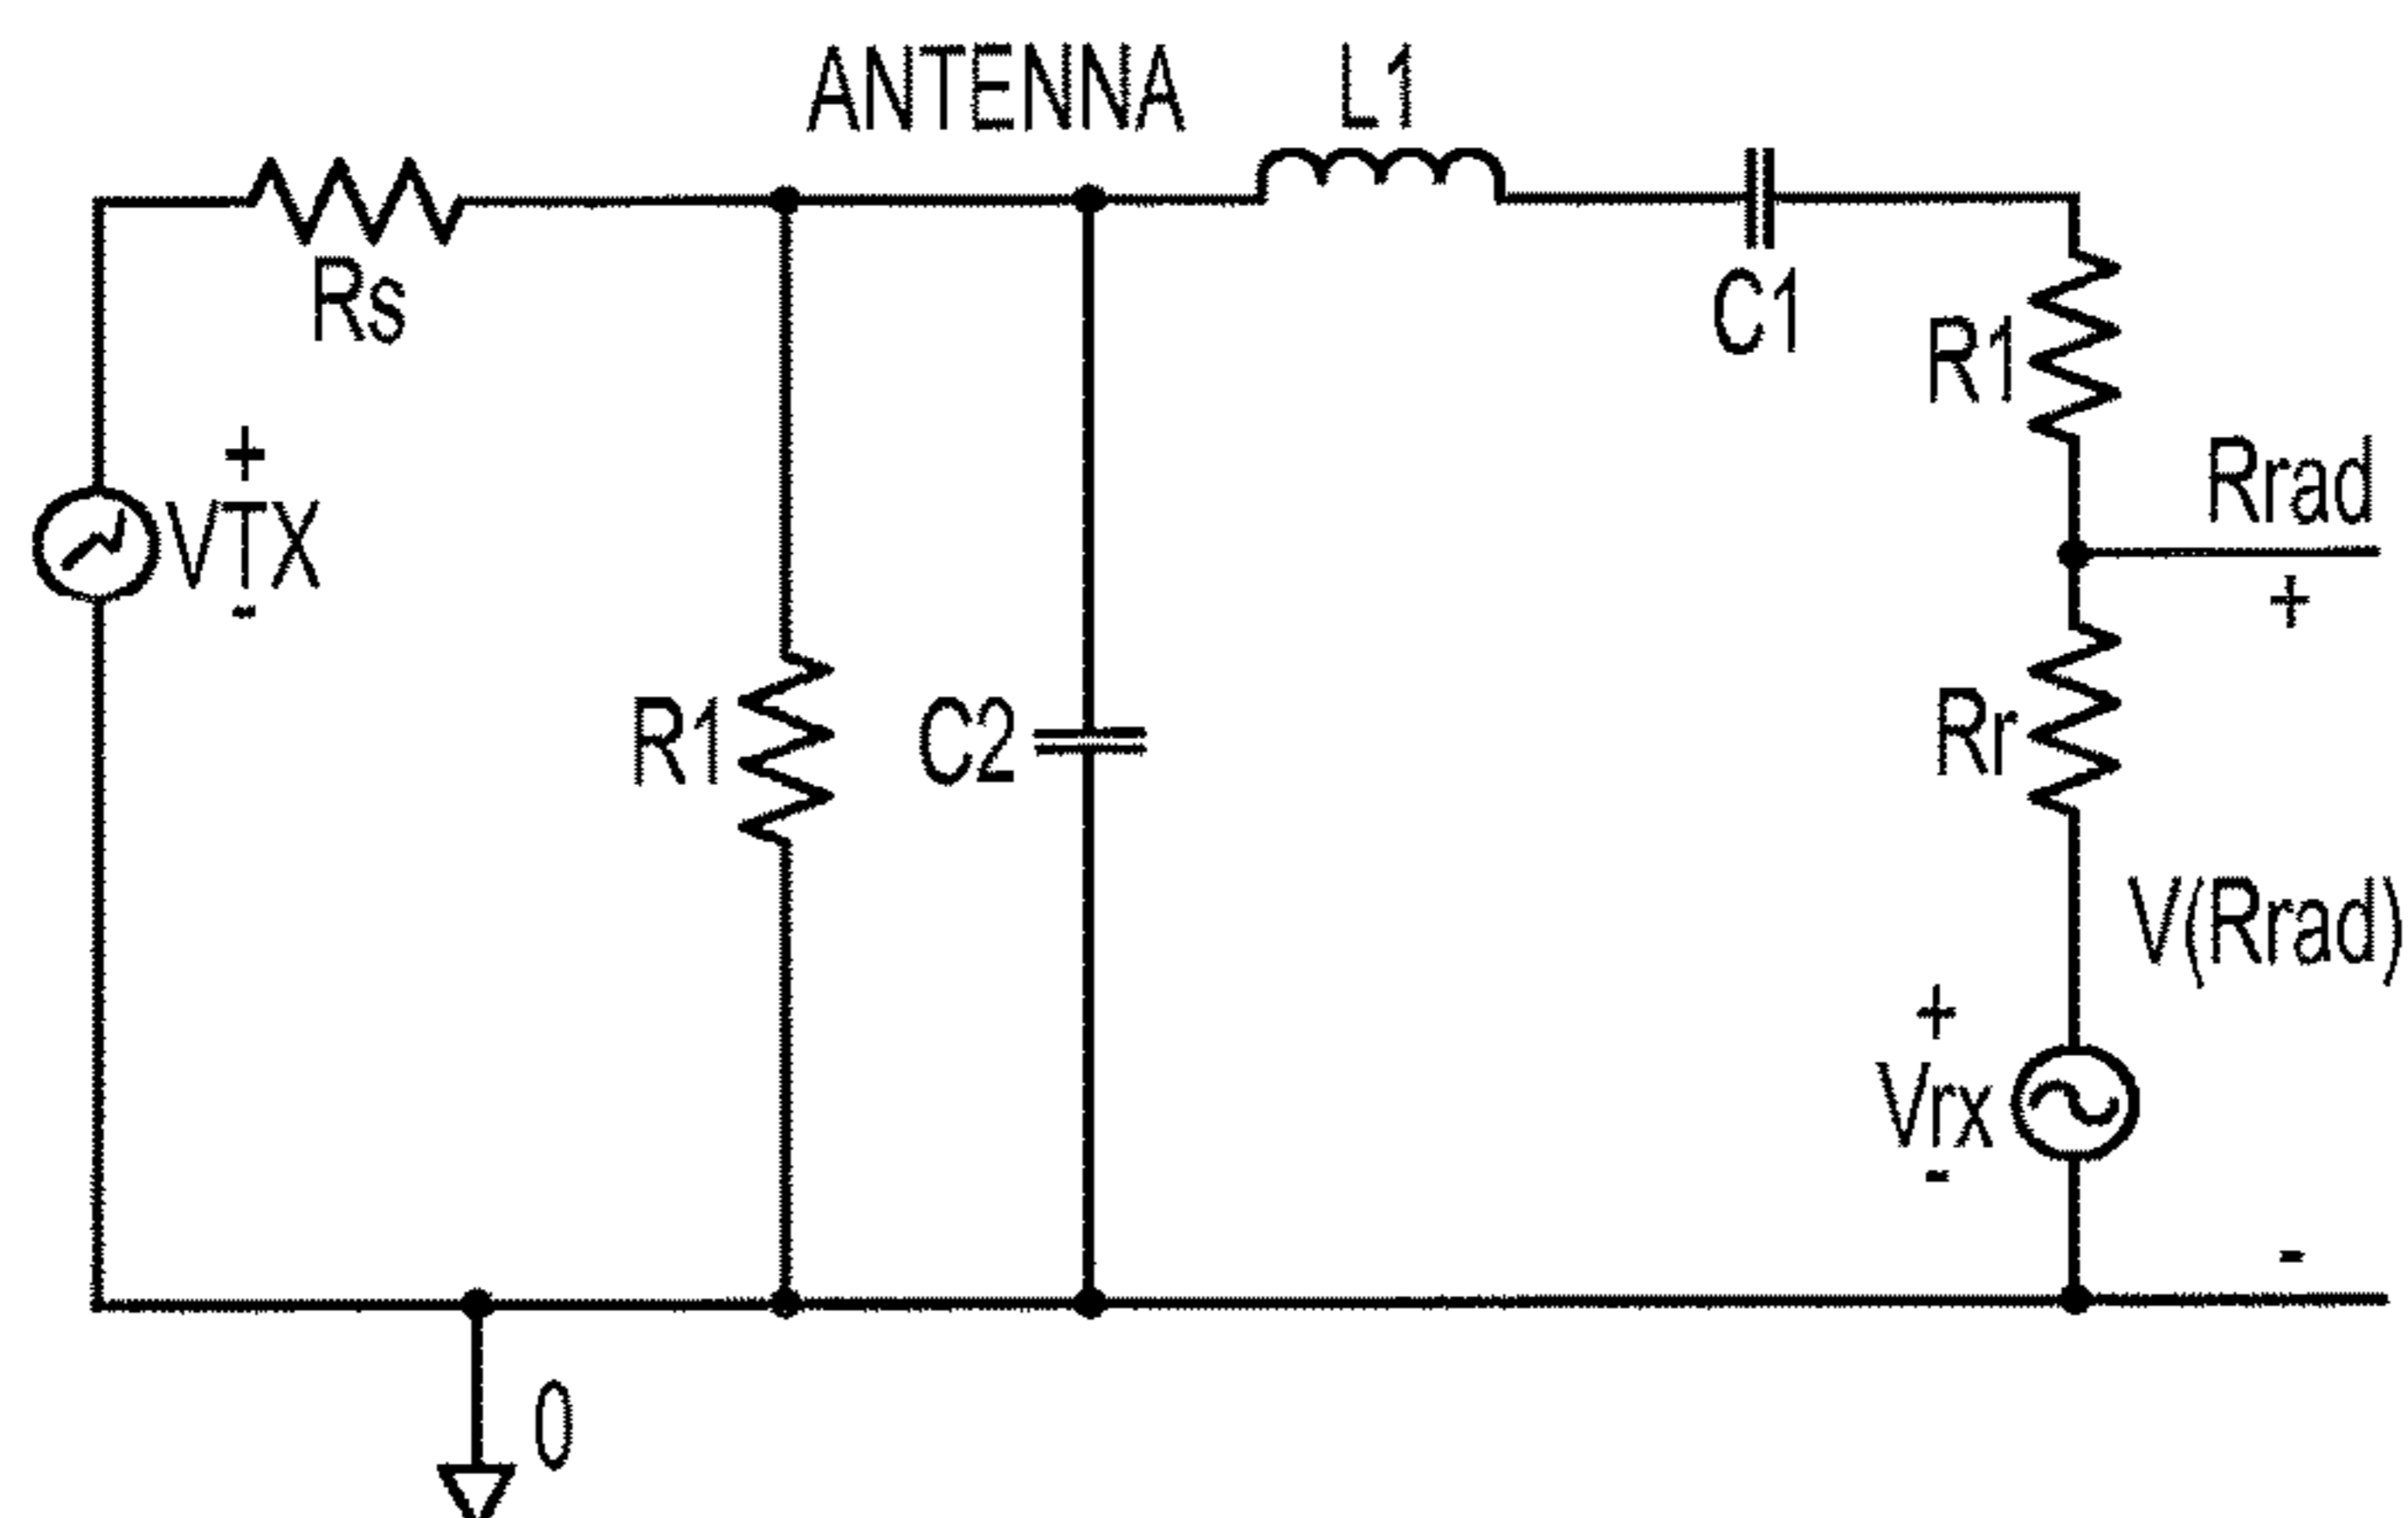 ANTENNA
L1
Rs
C1
R1
Rrad
+
VTX
-
+
R1
C2
Rr
V(Rrad)
+
Vrx
-
-
0